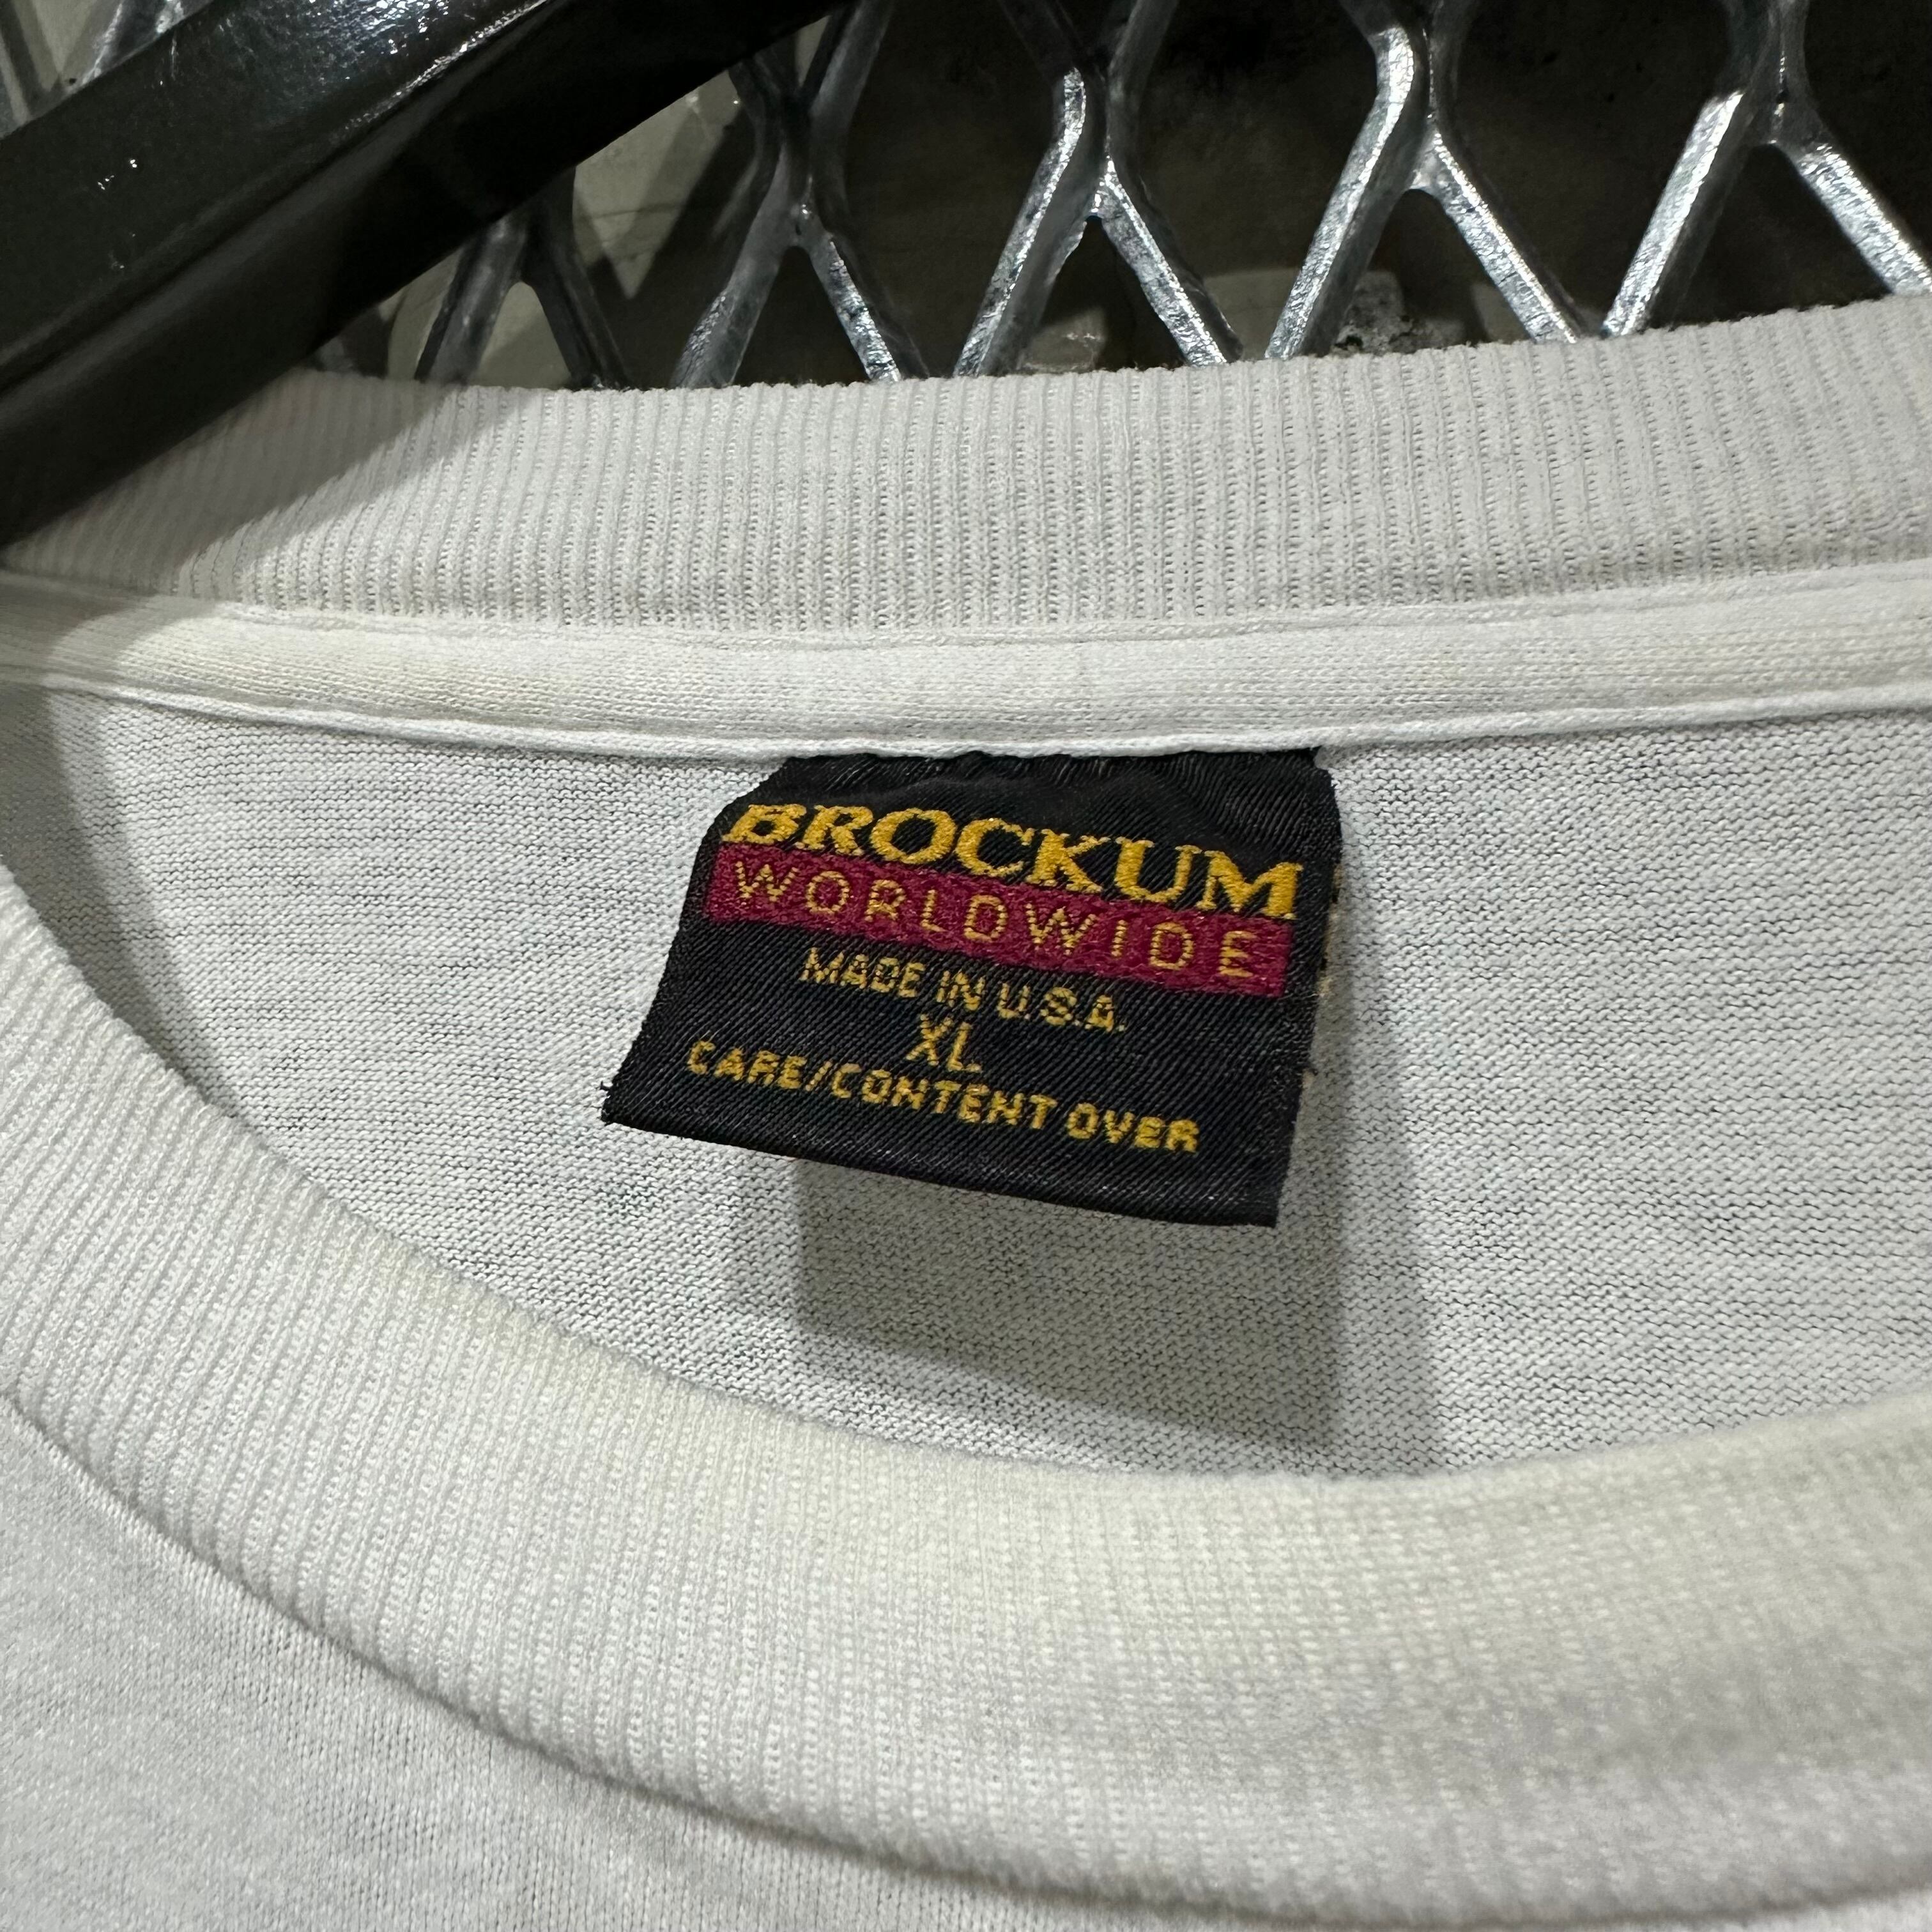 BROCKUM
WORLDWIDE
MADE IN U.S.A.
XL
CARE/CONTENT OVER